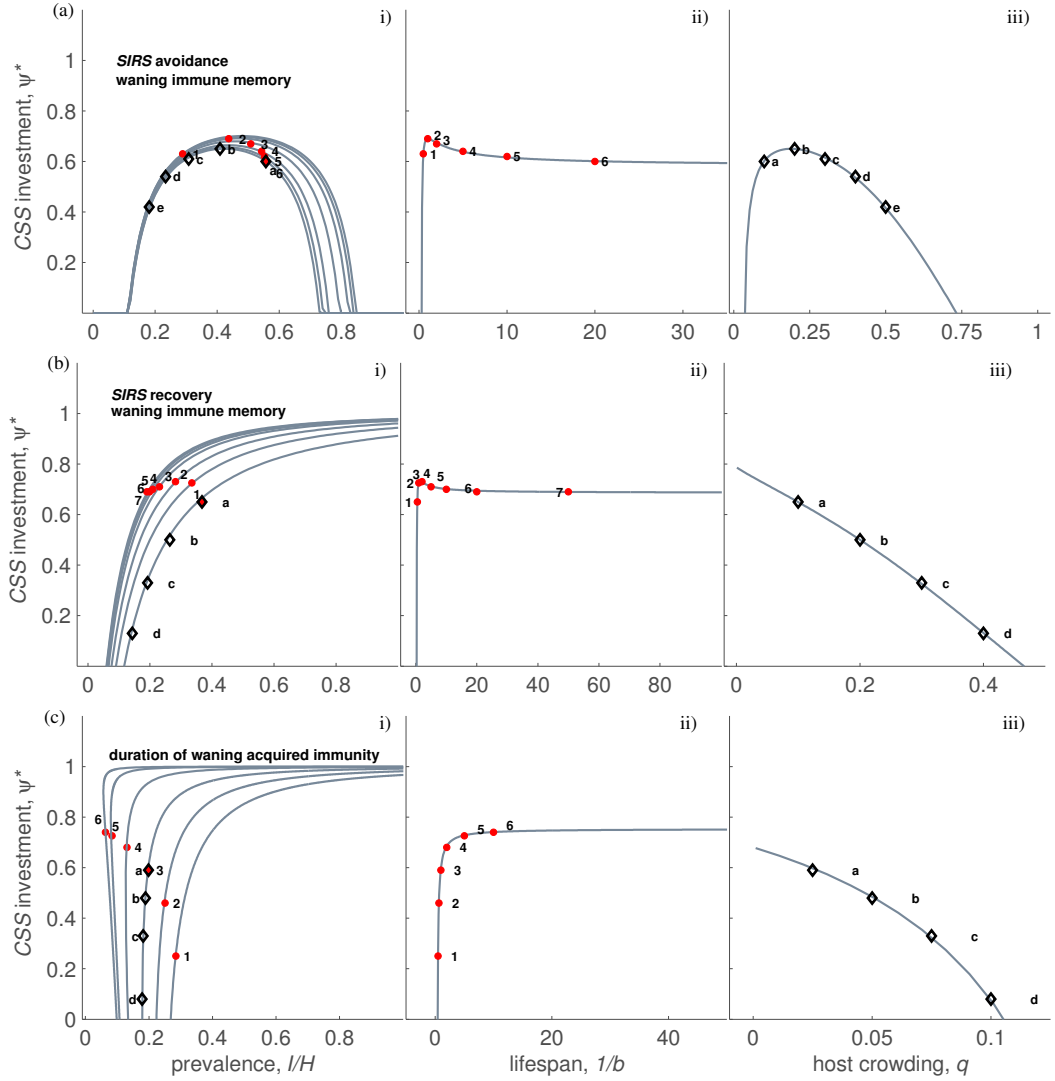 (a)
i)
ii)
iii)
SIRS avoidance
waning immune memory
CSS investment, ψ*
1
0.8
0.6
0.4
0.2
1
2
3
4
5
6
a
b
c
d
e
0 0.2 0.4 0.6 0.8
1
2
3
4
5
6
0 10 20 30
a
b
c
d
e
0 0.25 0.5 0.75 1
(b)
i)
ii)
iii)
SIRS recovery
waning immune memory
CSS investment, ψ*
1
0.8
0.6
0.4
0.2
1
2
3
4
5
6
7
a
b
c
d
0 0.2 0.4 0.6 0.8
1
2
3
4
5
6
7
0 20 40 60 80
a
b
c
d
0 0.2 0.4
(c)
i)
ii)
iii)
duration of waning acquired immunity
CSS investment, ψ*
1
0.8
0.6
0.4
0.2
0
6
5
4
a
3
b
2
c
1
d
0 0.2 0.4 0.6 0.8
prevalence, I/H
1
2
3
4
5
6
0 20 40
lifespan, 1/b
a
b
c
d
0 0.05 0.1
host crowding, q